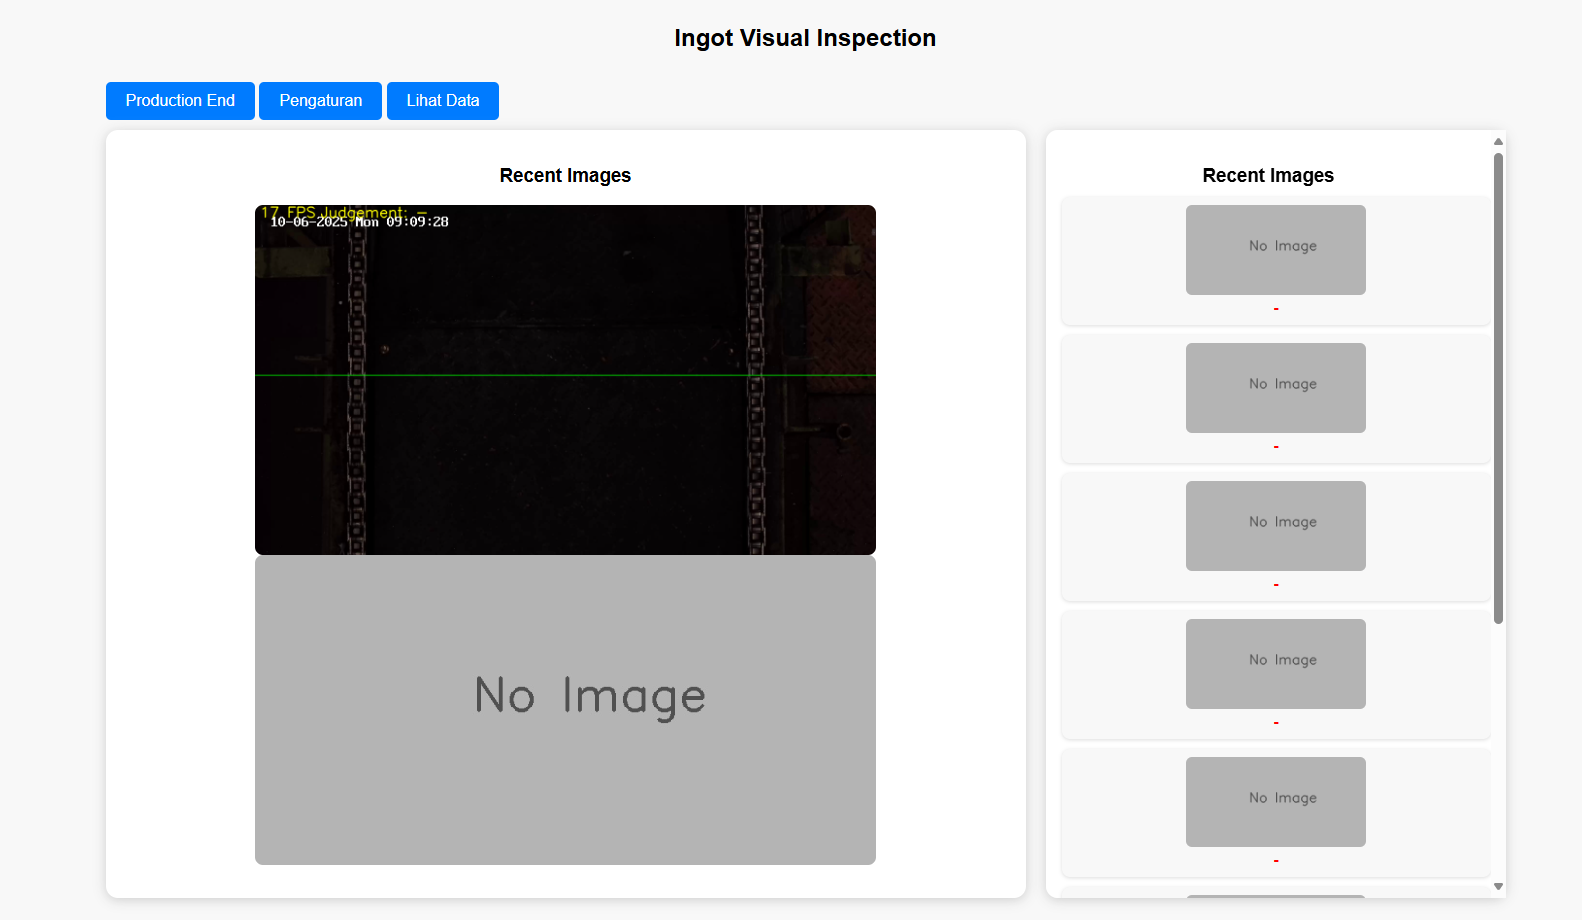 Ingot Visual Inspection
Production End
Pengaturan
Lihat Data
Recent Images
17 FPS Judgement: -
10-06-2025 Mon 09:09:28
No Image
Recent Images
No Image
-
No Image
-
No Image
-
No Image
-
No Image
-